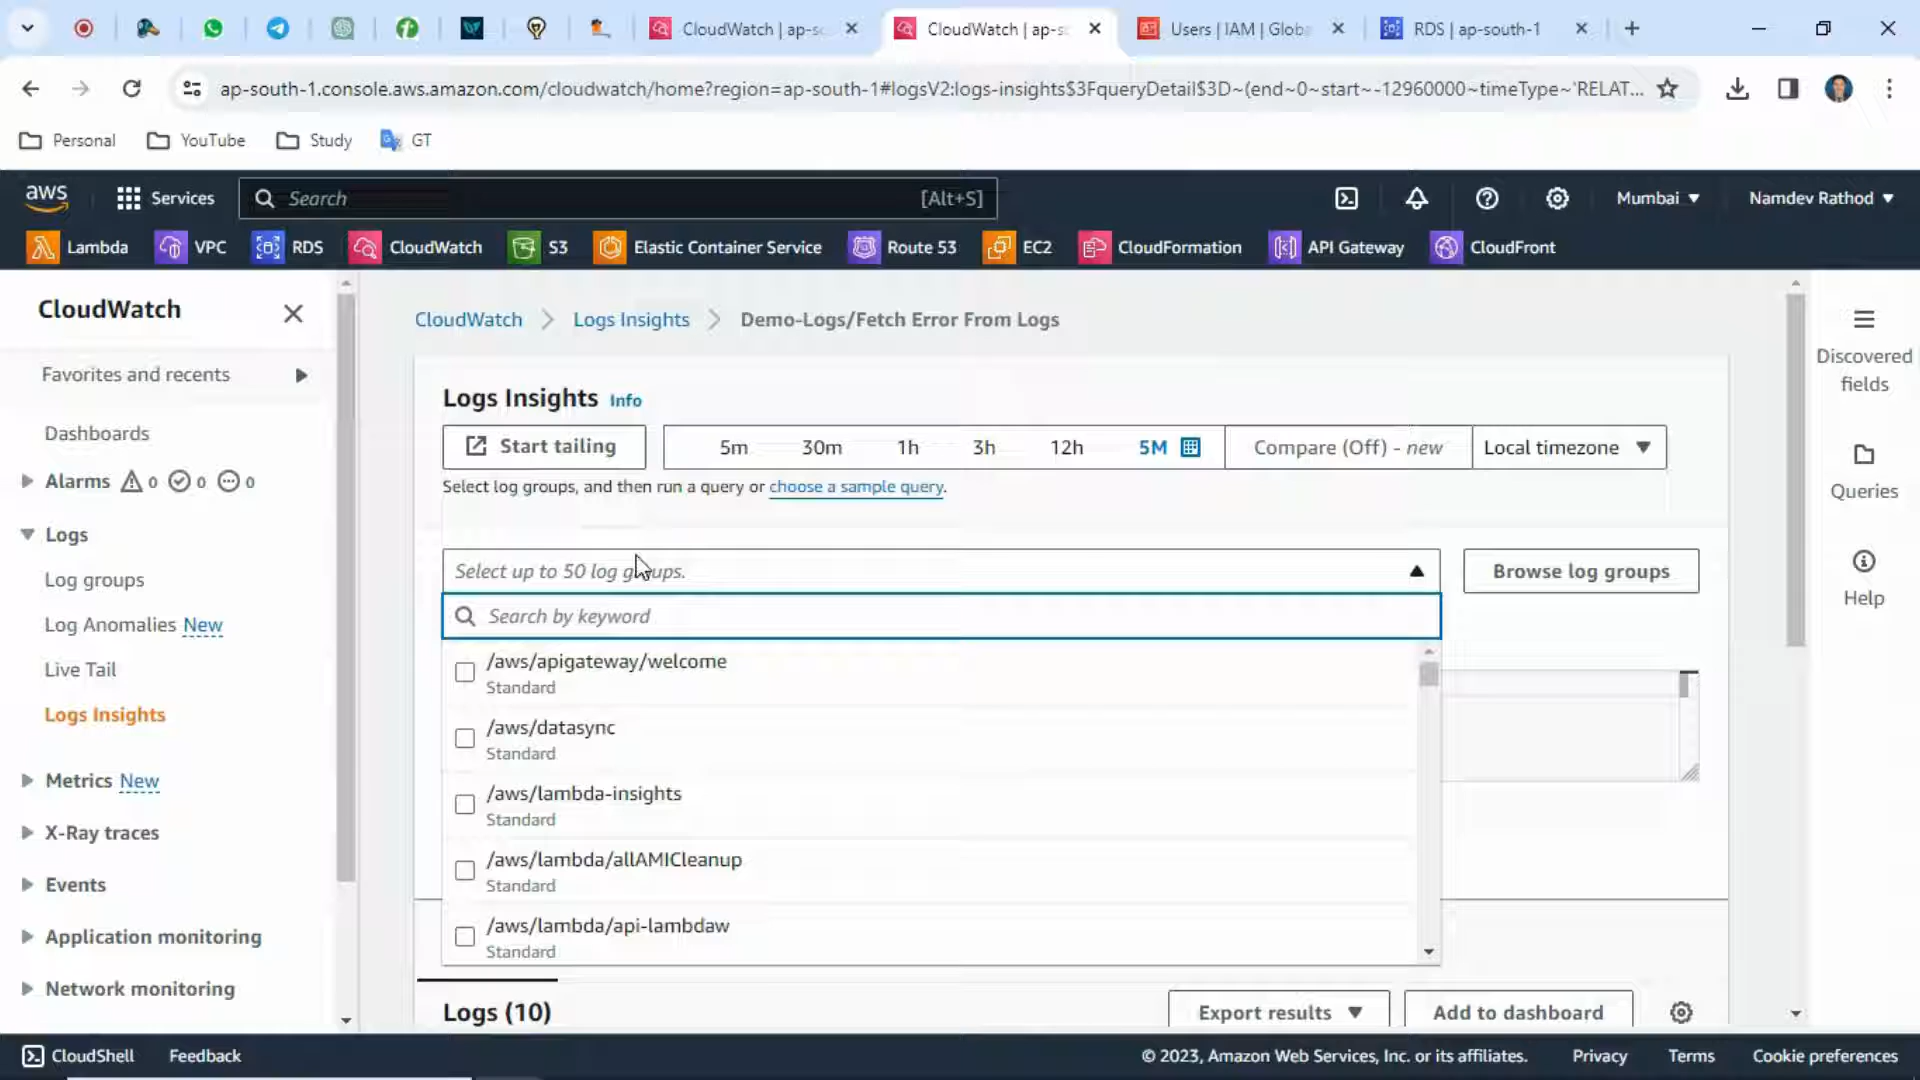 CloudWatch | ap-so
CloudWatch | ap-s
Users | IAM | Globa
RDS | ap-south-1
ap-south-1.console.aws.amazon.com/cloudwatch/home?region=ap-south-1#logsV2:logs-insights$3FqueryDetail$3D~(end~0~start~-12960000~timeType~'RELAT...
Personal
YouTube
Study
GT
aws
Services
Search
[Alt+S]
Mumbai
Namdev Rathod
Lambda
VPC
RDS
CloudWatch
S3
Elastic Container Service
Route 53
EC2
CloudFormation
API Gateway
CloudFront
CloudWatch
Favorites and recents
Dashboards
Alarms 0 0 0
Logs
Log groups
Log Anomalies New
Live Tail
Logs Insights
Metrics New
X-Ray traces
Events
Application monitoring
Network monitoring
CloudWatch
Logs Insights
Demo-Logs/Fetch Error From Logs
Logs Insights Info
Start tailing
5m
30m
1h
3h
12h
5M
Compare (Off) - new
Local timezone
Select log groups, and then run a query or choose a sample query.
Select up to 50 log groups.
Browse log groups
Search by keyword
/aws/apigateway/welcome
Standard
/aws/datasync
Standard
/aws/lambda-insights
Standard
/aws/lambda/allAMICleanup
Standard
/aws/lambda/api-lambdaw
Standard
Logs (10)
Export results
Add to dashboard
Discovered
fields
Queries
Help
CloudShell
Feedback
© 2023, Amazon Web Services, Inc. or its affiliates.
Privacy
Terms
Cookie preferences